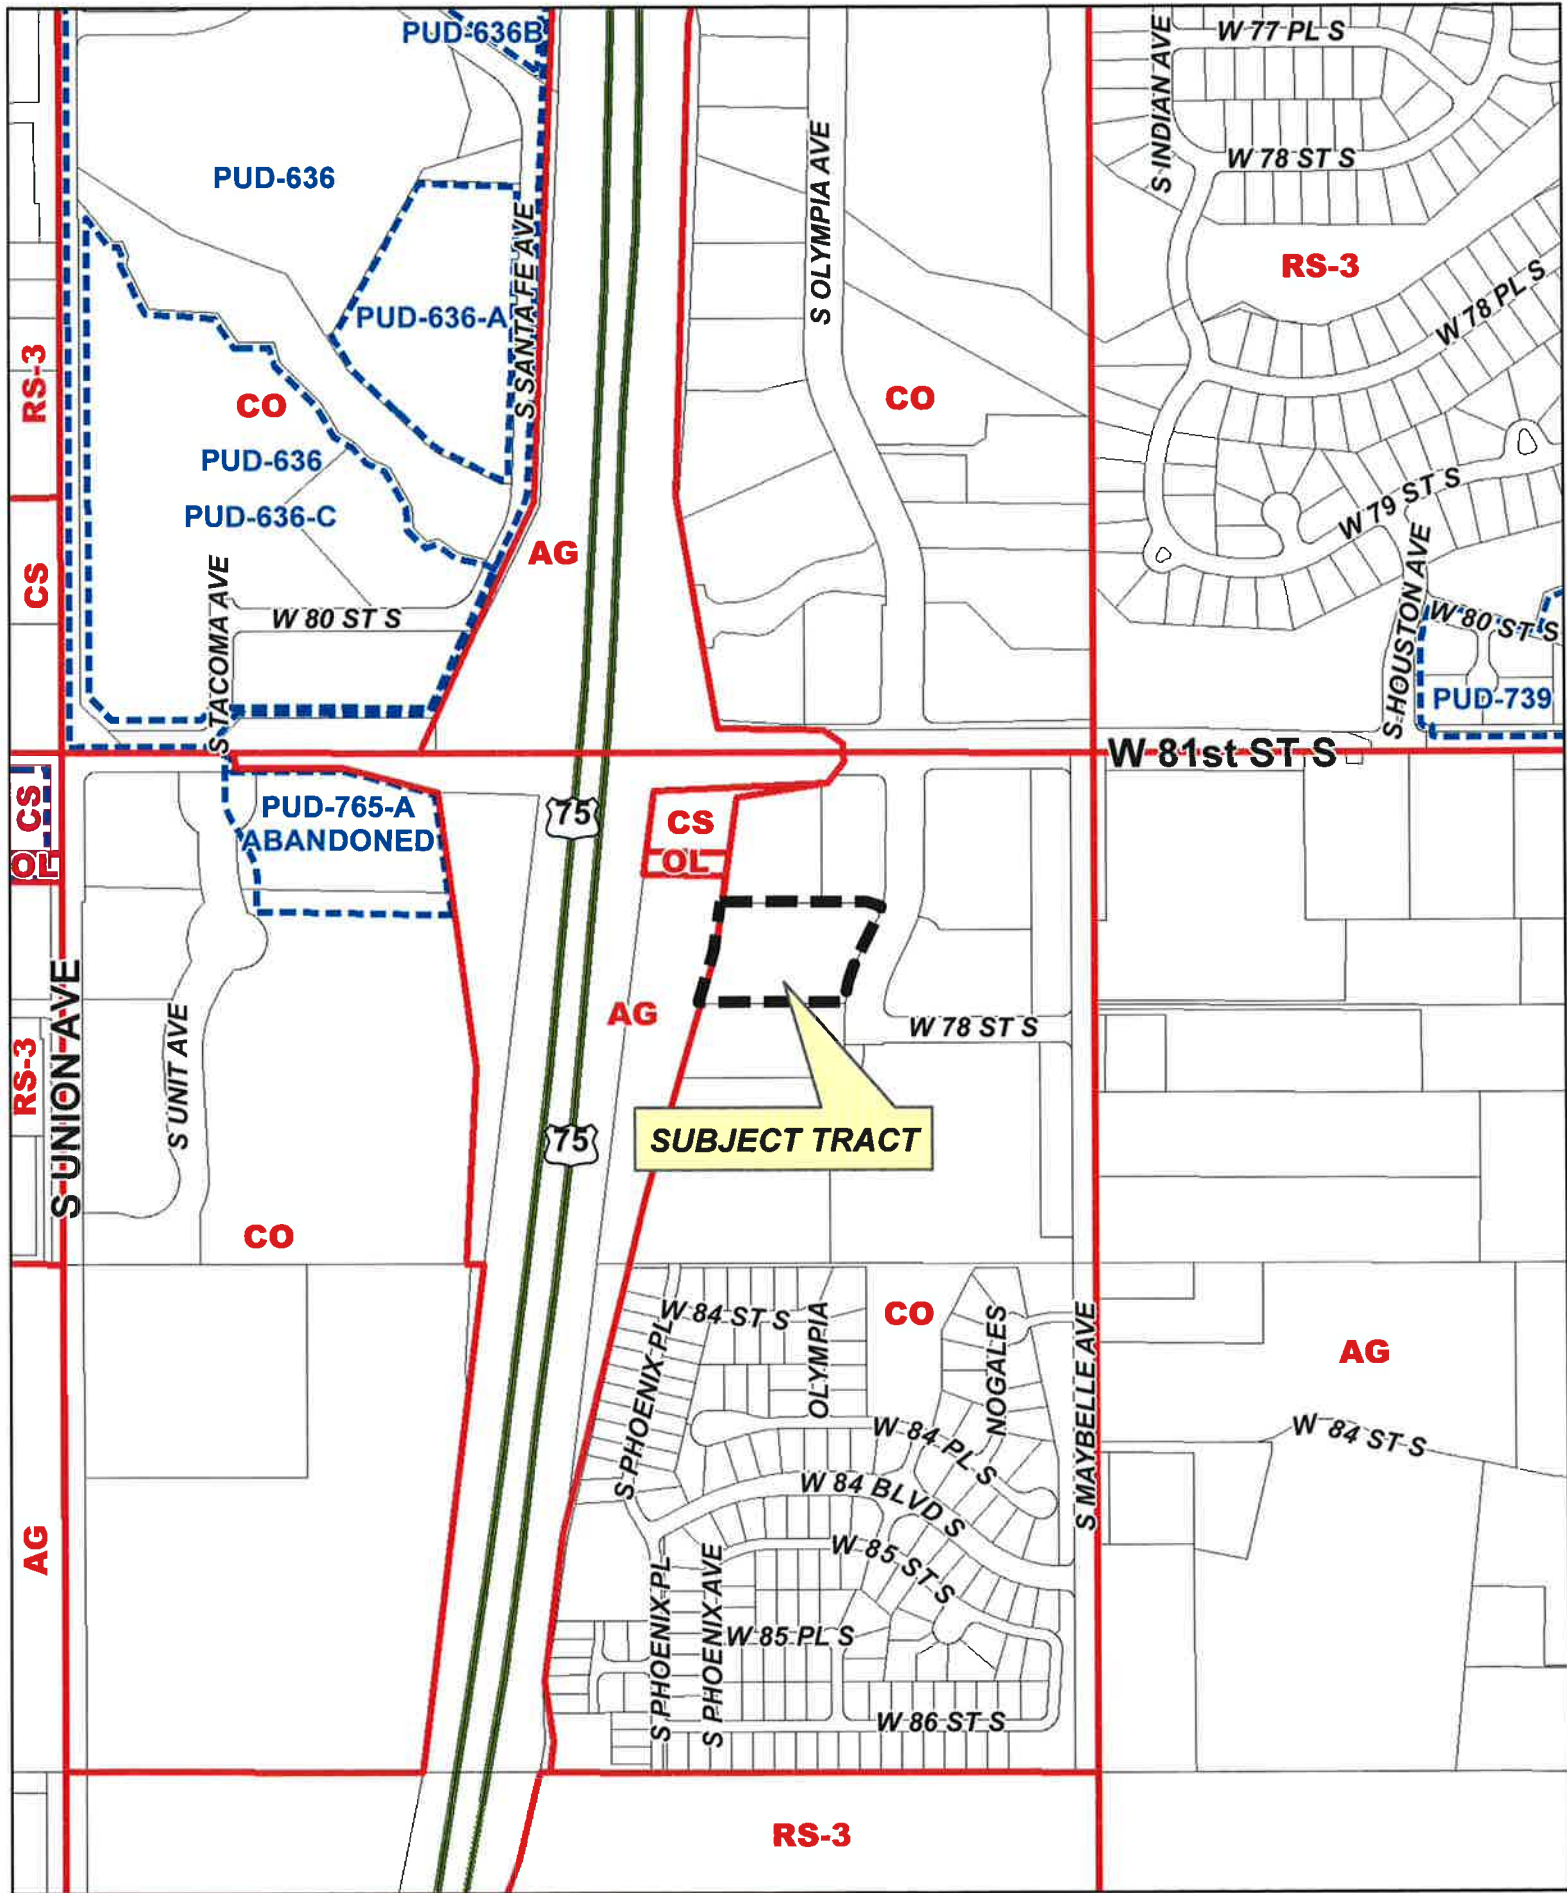 PUD-636B
W 77 PL S
S INDIAN AVE
W 78 ST S
PUD-636
S OLYMPIA AVE
S SANTA FE AVE
RS-3
W 78 PL S
PUD-636-A
RS-3
CO
CO
PUD-636
W 79 ST S
PUD-636-C
AG
CS
S TACOMA AVE
W 80 ST S
S HOUSTON AVE
W 80 ST S
PUD-739
W 81st ST S
CS
PUD-765-A
ABANDONED
75
CS
OL
OL
S UNION AVE
AG
W 78 ST S
S UNIT AVE
RS-3
75
SUBJECT TRACT
CO
W 84 ST S
OLYMPIA
CO
NOGALES
S MAYBELLE AVE
AG
S PHOENIX PL
W 84 PL S
W 84 ST S
W 84 BLVD S
AG
W 85 ST S
S PHOENIX PL
S PHOENIX AVE
W 85 PL S
W 86 ST S
RS-3